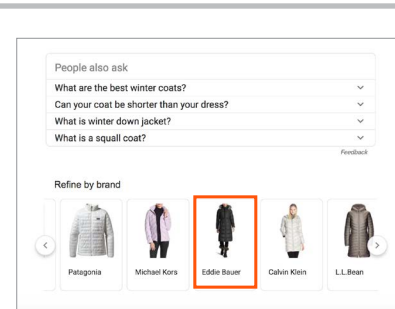 People also ask
What are the best winter coats?
Can your coat be shorter than your dress?
What is winter down jacket?
What is a squall coat?
Feedback
Refine by brand
Patagonia
Michael Kors
Eddie Bauer
Calvin Klein
L.L.Bean